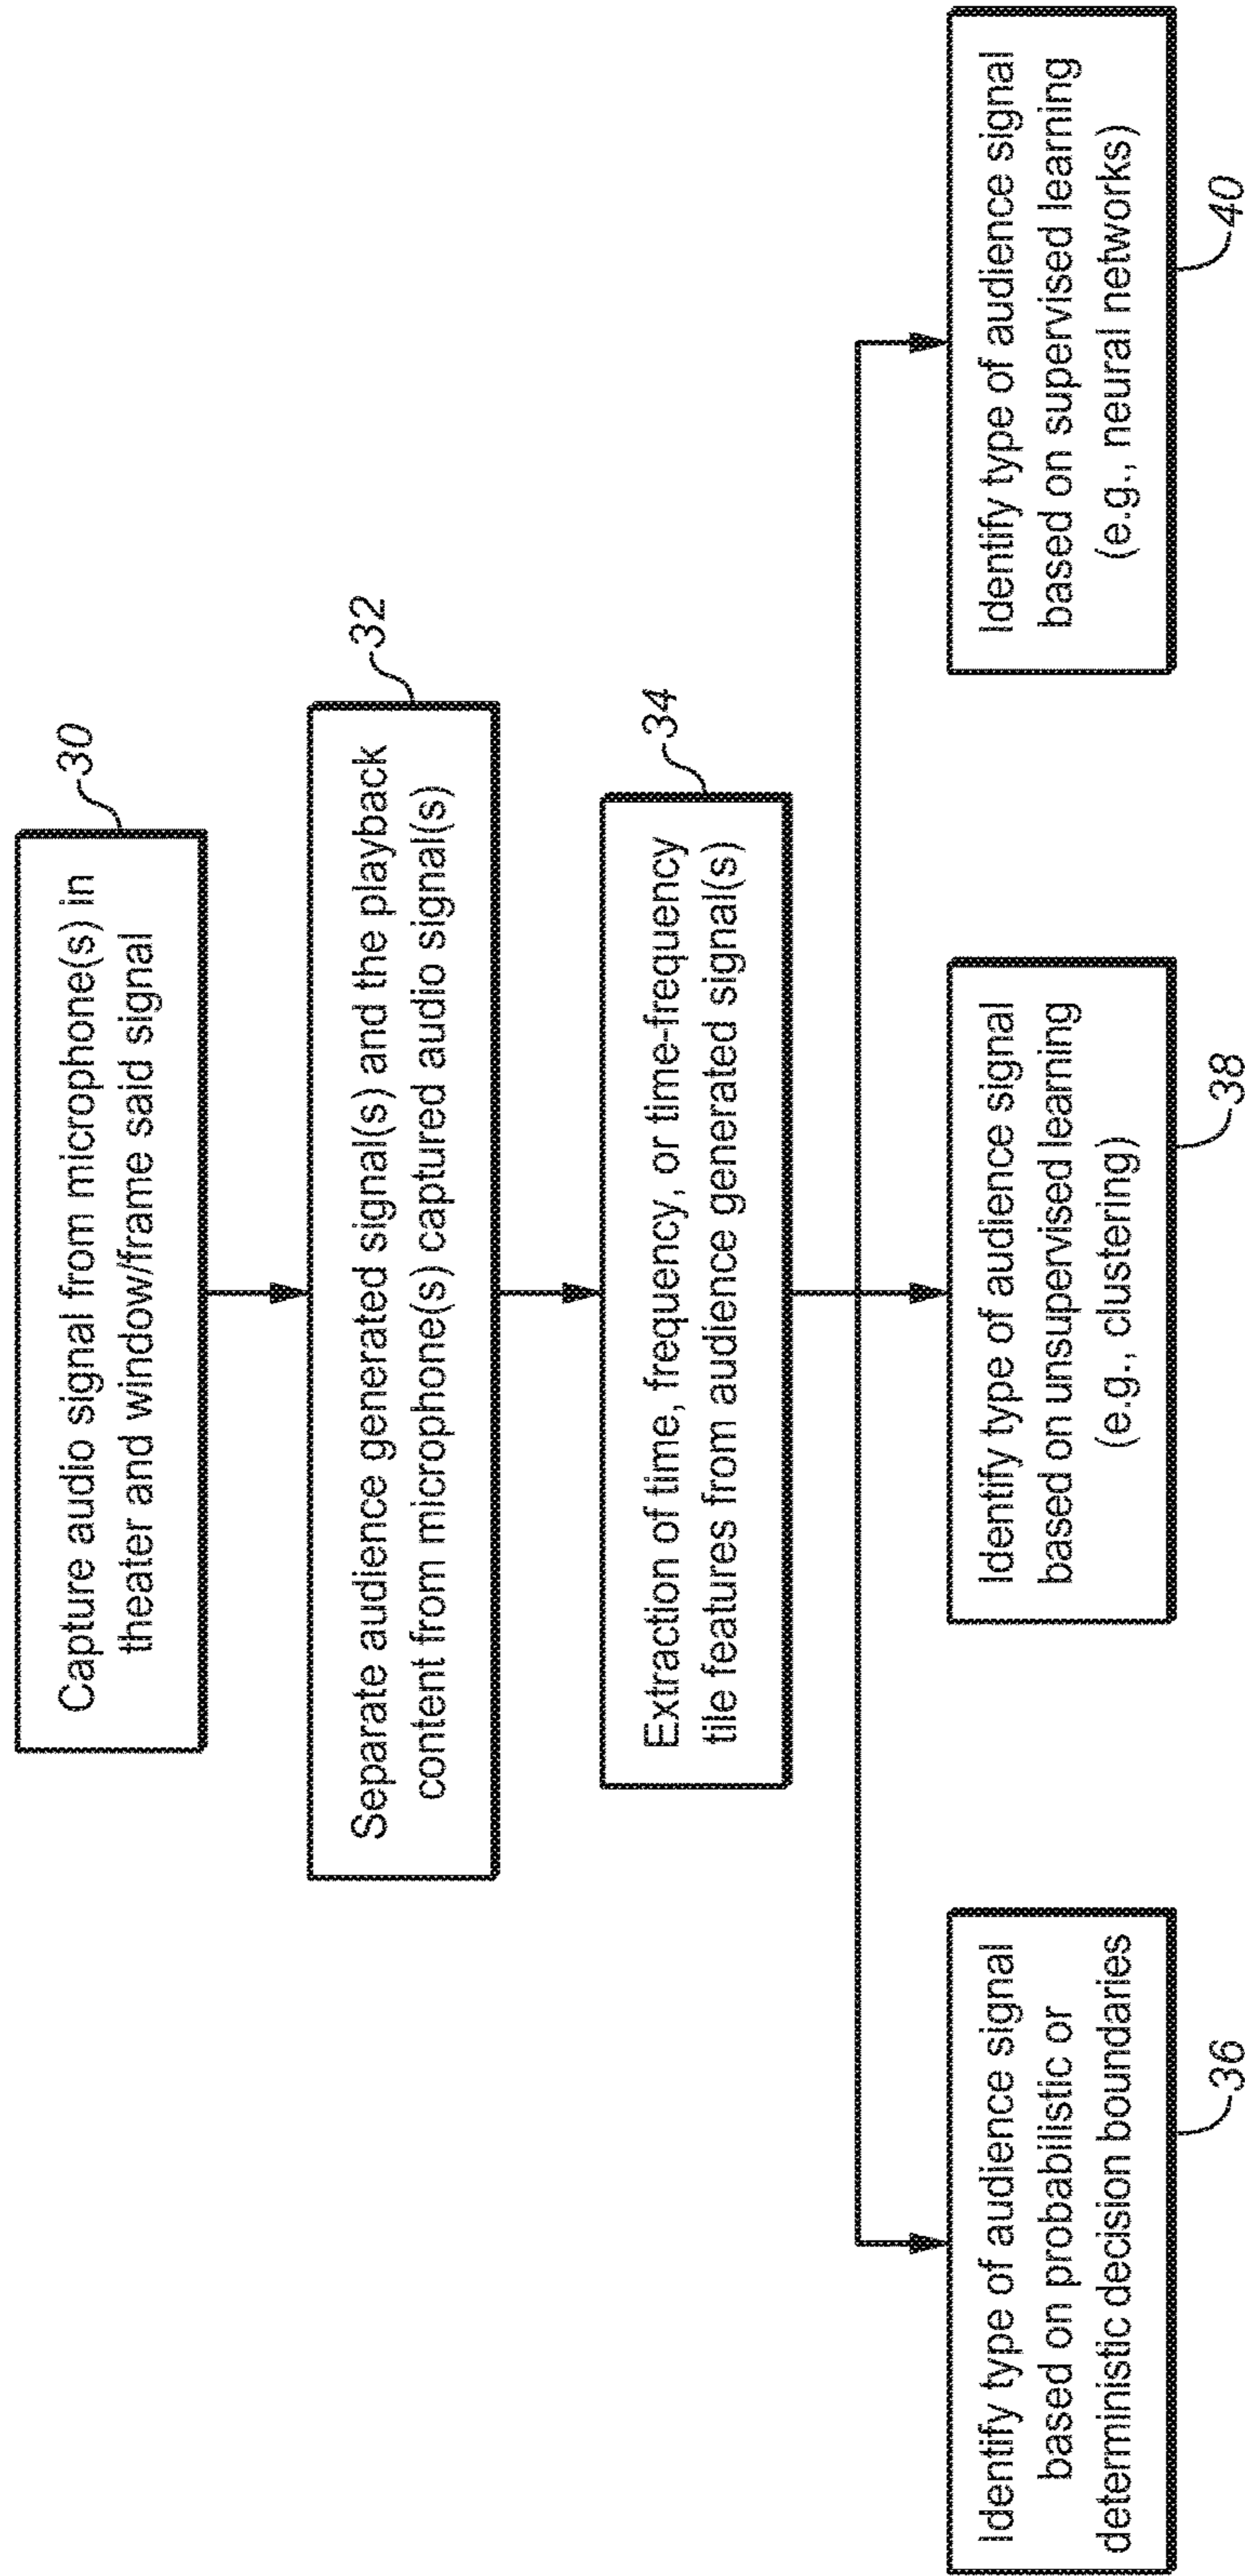 Capture audio signal from microphone(s) in
theater and window/frame said signal
30
Separate audience generated signal(s) and the playback
content from microphone(s) captured audio signal(s)
32
Extraction of time, frequency, or time-frequency
tile features from audience generated signal(s)
34
Identify type of audience signal
based on probabilistic or
deterministic decision boundaries
36
Identify type of audience signal
based on unsupervised learning
(e.g., clustering)
38
Identify type of audience signal
based on supervised learning
(e.g., neural networks)
40